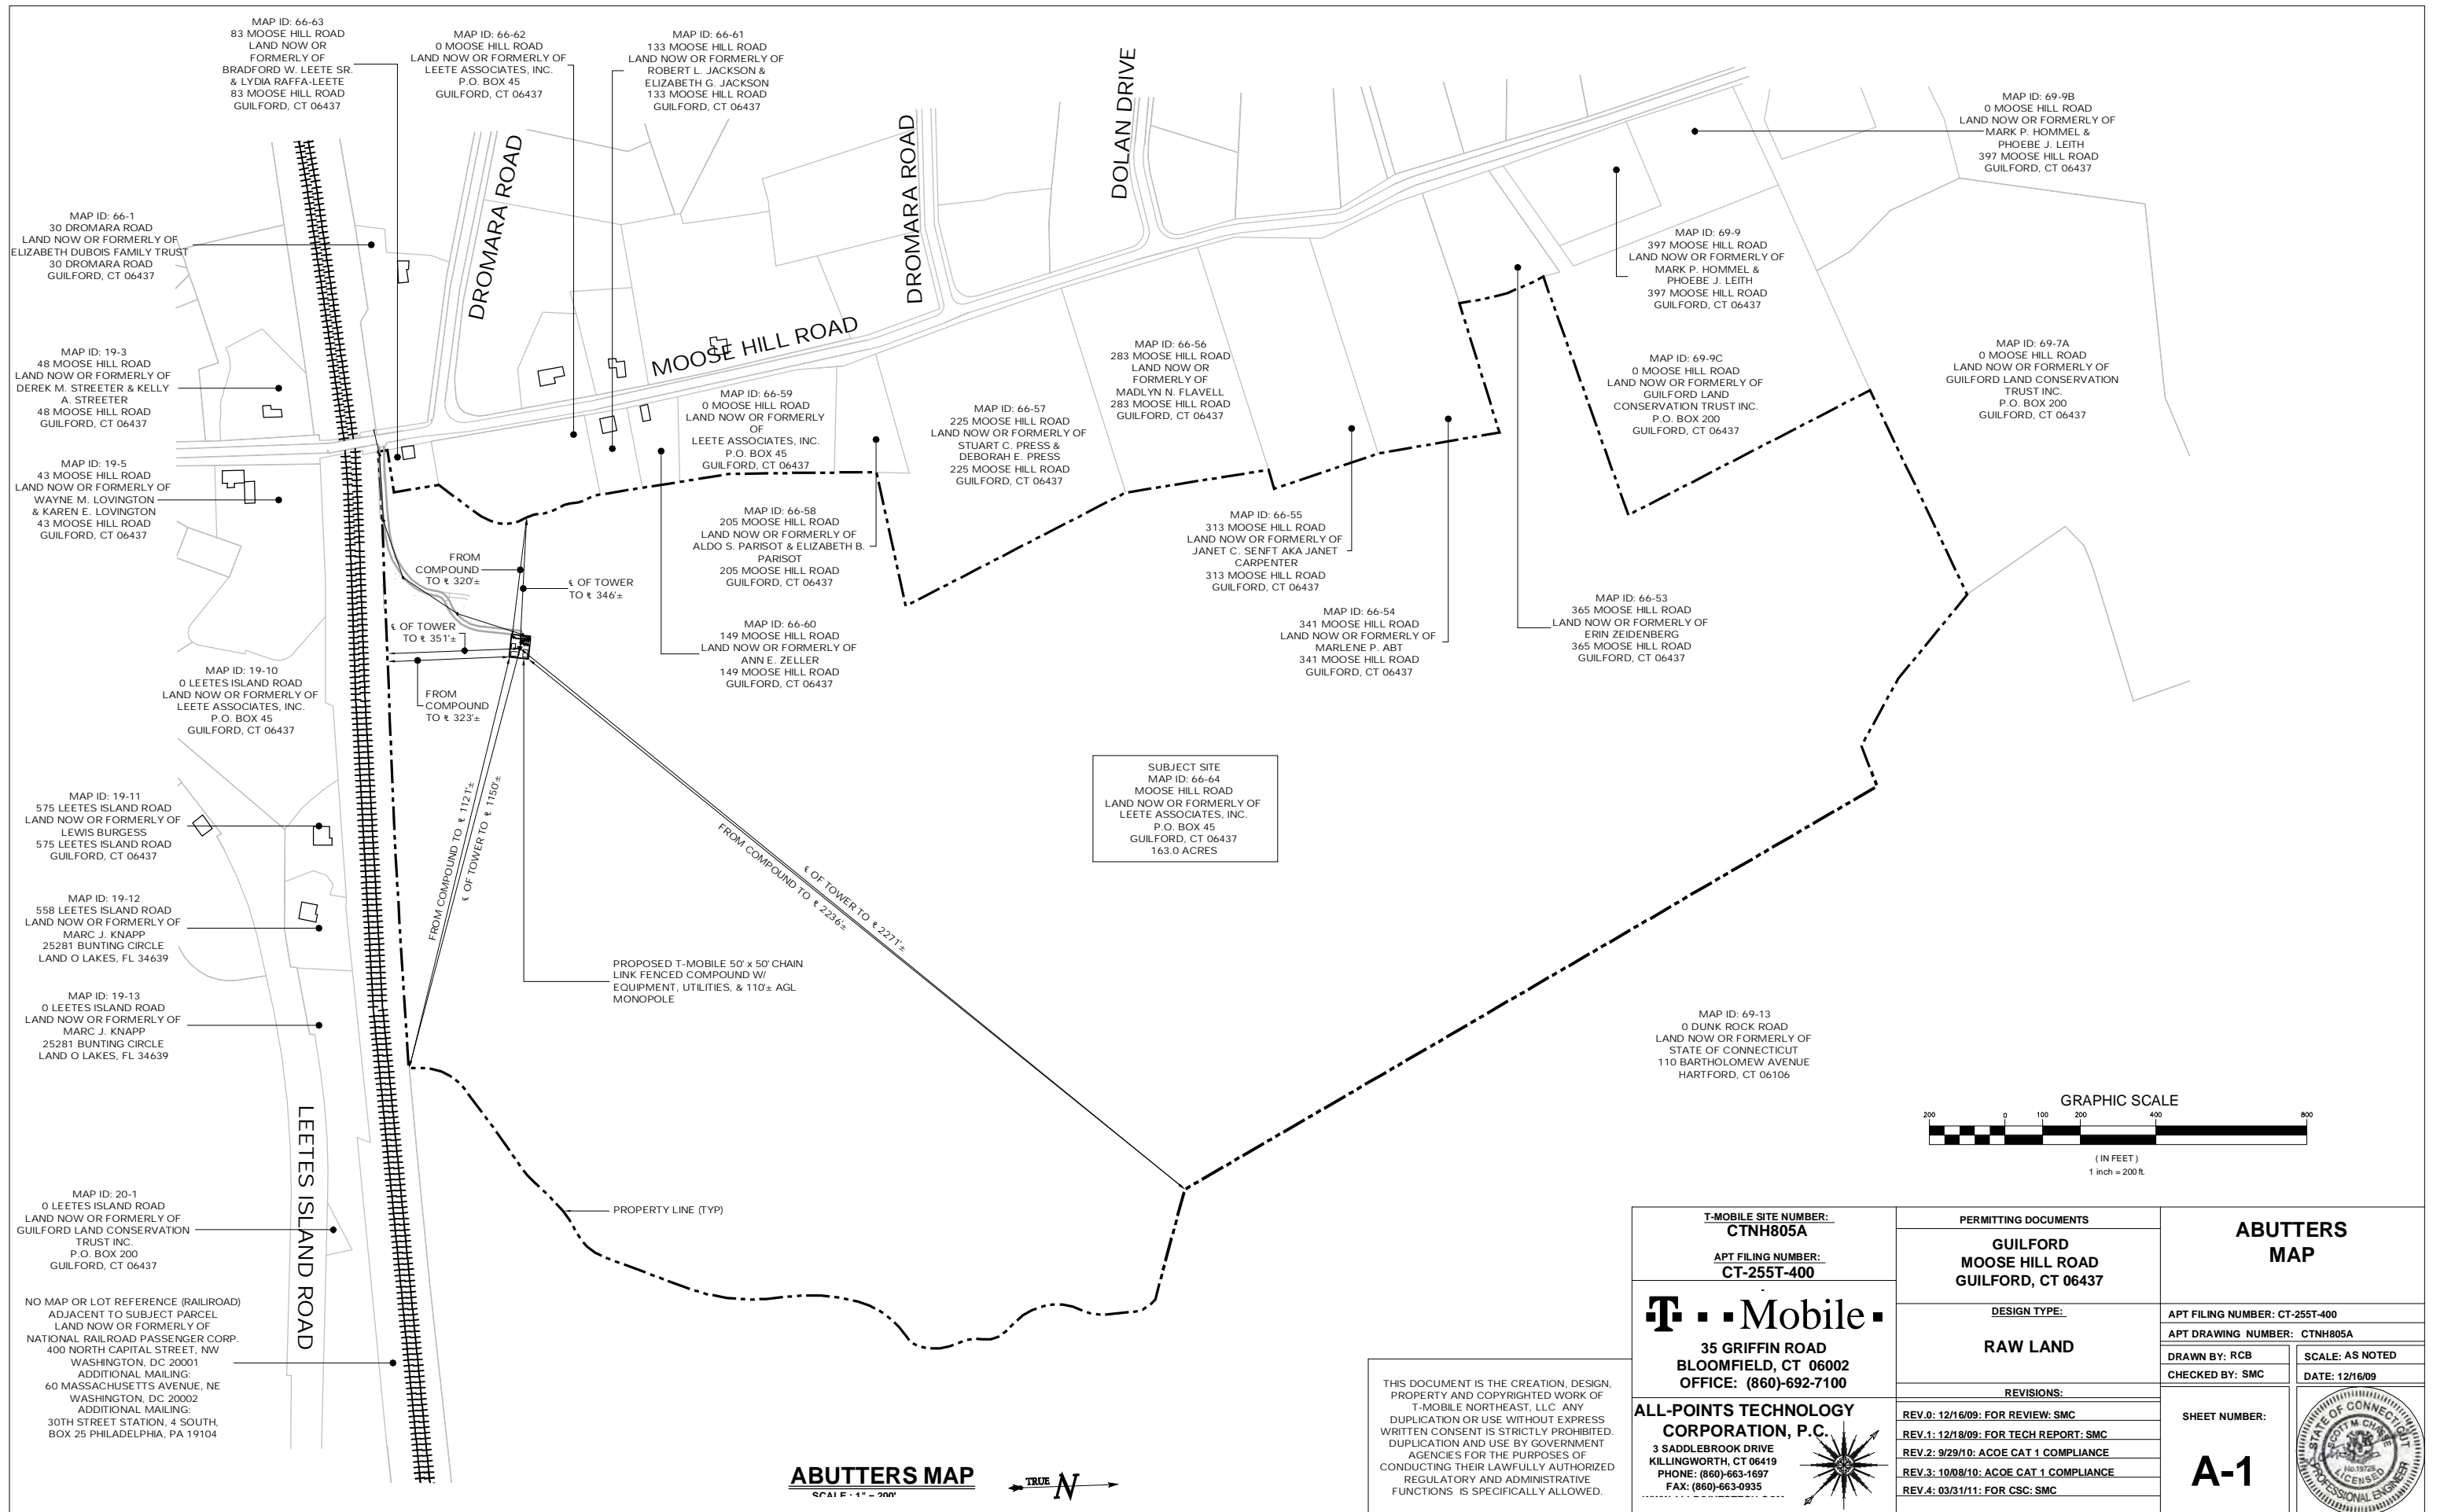 MAP ID: 66-63
83 MOOSE HILL ROAD
LAND NOW OR
FORMERLY OF
BRADFORD W. LEETE SR.
& LYDIA RAFFA-LEETE
83 MOOSE HILL ROAD
GUILFORD, CT 06437
MAP ID: 66-62
0 MOOSE HILL ROAD
LAND NOW OR FORMERLY OF
LEETE ASSOCIATES, INC.
P.O. BOX 45
GUILFORD, CT 06437
MAP ID: 66-61
133 MOOSE HILL ROAD
LAND NOW OR FORMERLY OF
ROBERT L. JACKSON &
ELIZABETH G. JACKSON
133 MOOSE HILL ROAD
GUILFORD, CT 06437
DROMARA ROAD
DROMARA ROAD
DOLAN DRIVE
MOOSE HILL ROAD
MAP ID: 69-9B
0 MOOSE HILL ROAD
LAND NOW OR FORMERLY OF
MARK P. HOMMEL &
PHOEBE J. LEITH
397 MOOSE HILL ROAD
GUILFORD, CT 06437
MAP ID: 66-1
30 DROMARA ROAD
LAND NOW OR FORMERLY OF
ELIZABETH DUBOIS FAMILY TRUST
30 DROMARA ROAD
GUILFORD, CT 06437
MAP ID: 69-9
397 MOOSE HILL ROAD
LAND NOW OR FORMERLY OF
MARK P. HOMMEL &
PHOEBE J. LEITH
397 MOOSE HILL ROAD
GUILFORD, CT 06437
MAP ID: 19-3
48 MOOSE HILL ROAD
LAND NOW OR FORMERLY OF
DEREK M. STREETER & KELLY
A. STREETER
48 MOOSE HILL ROAD
GUILFORD, CT 06437
MAP ID: 66-59
0 MOOSE HILL ROAD
LAND NOW OR FORMERLY
OF
LEETE ASSOCIATES, INC.
P.O. BOX 45
GUILFORD, CT 06437
MAP ID: 66-57
225 MOOSE HILL ROAD
LAND NOW OR FORMERLY OF
STUART C. PRESS &
DEBORAH E. PRESS
225 MOOSE HILL ROAD
GUILFORD, CT 06437
MAP ID: 66-56
283 MOOSE HILL ROAD
LAND NOW OR
FORMERLY OF
MADLYN N. FLAVELL
283 MOOSE HILL ROAD
GUILFORD, CT 06437
MAP ID: 69-9C
0 MOOSE HILL ROAD
LAND NOW OR FORMERLY OF
GUILFORD LAND
CONSERVATION TRUST INC.
P.O. BOX 200
GUILFORD, CT 06437
MAP ID: 69-7A
0 MOOSE HILL ROAD
LAND NOW OR FORMERLY OF
GUILFORD LAND CONSERVATION
TRUST INC.
P.O. BOX 200
GUILFORD, CT 06437
MAP ID: 19-5
43 MOOSE HILL ROAD
LAND NOW OR FORMERLY OF
WAYNE M. LOVINGTON
& KAREN E. LOVINGTON
43 MOOSE HILL ROAD
GUILFORD, CT 06437
FROM
COMPOUND
TO ⅊ 320'±
℄ OF TOWER
TO ⅊ 346'±
℄ OF TOWER
TO ⅊ 351'±
FROM
COMPOUND
TO ⅊ 323'±
MAP ID: 66-58
205 MOOSE HILL ROAD
LAND NOW OR FORMERLY OF
ALDO S. PARISOT & ELIZABETH B.
PARISOT
205 MOOSE HILL ROAD
GUILFORD, CT 06437
MAP ID: 66-60
149 MOOSE HILL ROAD
LAND NOW OR FORMERLY OF
ANN E. ZELLER
149 MOOSE HILL ROAD
GUILFORD, CT 06437
MAP ID: 66-55
313 MOOSE HILL ROAD
LAND NOW OR FORMERLY OF
JANET C. SENFT AKA JANET
CARPENTER
313 MOOSE HILL ROAD
GUILFORD, CT 06437
MAP ID: 66-54
341 MOOSE HILL ROAD
LAND NOW OR FORMERLY OF
MARLENE P. ABT
341 MOOSE HILL ROAD
GUILFORD, CT 06437
MAP ID: 66-53
365 MOOSE HILL ROAD
LAND NOW OR FORMERLY OF
ERIN ZEIDENBERG
365 MOOSE HILL ROAD
GUILFORD, CT 06437
MAP ID: 19-10
0 LEETES ISLAND ROAD
LAND NOW OR FORMERLY OF
LEETE ASSOCIATES, INC.
P.O. BOX 45
GUILFORD, CT 06437
SUBJECT SITE
MAP ID: 66-64
MOOSE HILL ROAD
LAND NOW OR FORMERLY OF
LEETE ASSOCIATES, INC.
P.O. BOX 45
GUILFORD, CT 06437
163.0 ACRES
FROM COMPOUND TO ⅊ 1121'±
℄ OF TOWER TO ⅊ 1150'±
℄ OF TOWER TO ⅊ 2271'±
FROM COMPOUND TO ⅊ 2236'±
MAP ID: 19-11
575 LEETES ISLAND ROAD
LAND NOW OR FORMERLY OF
LEWIS BURGESS
575 LEETES ISLAND ROAD
GUILFORD, CT 06437
MAP ID: 19-12
558 LEETES ISLAND ROAD
LAND NOW OR FORMERLY OF
MARC J. KNAPP
25281 BUNTING CIRCLE
LAND O LAKES, FL 34639
MAP ID: 19-13
0 LEETES ISLAND ROAD
LAND NOW OR FORMERLY OF
MARC J. KNAPP
25281 BUNTING CIRCLE
LAND O LAKES, FL 34639
PROPOSED T-MOBILE 50' x 50' CHAIN
LINK FENCED COMPOUND W/
EQUIPMENT, UTILITIES, & 110'± AGL
MONOPOLE
MAP ID: 69-13
0 DUNK ROCK ROAD
LAND NOW OR FORMERLY OF
STATE OF CONNECTICUT
110 BARTHOLOMEW AVENUE
HARTFORD, CT 06106
LEETES ISLAND ROAD
MAP ID: 20-1
0 LEETES ISLAND ROAD
LAND NOW OR FORMERLY OF
GUILFORD LAND CONSERVATION
TRUST INC.
P.O. BOX 200
GUILFORD, CT 06437
PROPERTY LINE (TYP)
NO MAP OR LOT REFERENCE (RAILIROAD)
ADJACENT TO SUBJECT PARCEL
LAND NOW OR FORMERLY OF
NATIONAL RAILROAD PASSENGER CORP.
400 NORTH CAPITAL STREET, NW
WASHINGTON, DC 20001
ADDITIONAL MAILING:
60 MASSACHUSETTS AVENUE, NE
WASHINGTON, DC 20002
ADDITIONAL MAILING:
30TH STREET STATION, 4 SOUTH,
BOX 25 PHILADELPHIA, PA 19104
GRAPHIC SCALE
200 0 100 200 400 800
( IN FEET )
1 inch = 200 ft.
ABUTTERS MAP
SCALE : 1" = 200'
TRUE N
THIS DOCUMENT IS THE CREATION, DESIGN,
PROPERTY AND COPYRIGHTED WORK OF
T-MOBILE NORTHEAST, LLC ANY
DUPLICATION OR USE WITHOUT EXPRESS
WRITTEN CONSENT IS STRICTLY PROHIBITED.
DUPLICATION AND USE BY GOVERNMENT
AGENCIES FOR THE PURPOSES OF
CONDUCTING THEIR LAWFULLY AUTHORIZED
REGULATORY AND ADMINISTRATIVE
FUNCTIONS IS SPECIFICALLY ALLOWED.
T-MOBILE SITE NUMBER:
CTNH805A
APT FILING NUMBER:
CT-255T-400
T Mobile
35 GRIFFIN ROAD
BLOOMFIELD, CT 06002
OFFICE: (860)-692-7100
ALL-POINTS TECHNOLOGY
CORPORATION, P.C.
3 SADDLEBROOK DRIVE
KILLINGWORTH, CT 06419
PHONE: (860)-663-1697
FAX: (860)-663-0935
PERMITTING DOCUMENTS
GUILFORD
MOOSE HILL ROAD
GUILFORD, CT 06437
DESIGN TYPE:
RAW LAND
REVISIONS:
REV.0: 12/16/09: FOR REVIEW: SMC
REV.1: 12/18/09: FOR TECH REPORT: SMC
REV.2: 9/29/10: ACOE CAT 1 COMPLIANCE
REV.3: 10/08/10: ACOE CAT 1 COMPLIANCE
REV.4: 03/31/11: FOR CSC: SMC
ABUTTERS
MAP
APT FILING NUMBER: CT-255T-400
APT DRAWING NUMBER: CTNH805A
DRAWN BY: RCB
SCALE: AS NOTED
CHECKED BY: SMC
DATE: 12/16/09
SHEET NUMBER:
A-1
STATE OF CONNECTICUT
SCOTT M. CHASSE
No.19728
LICENSED
PROFESSIONAL ENGINEER